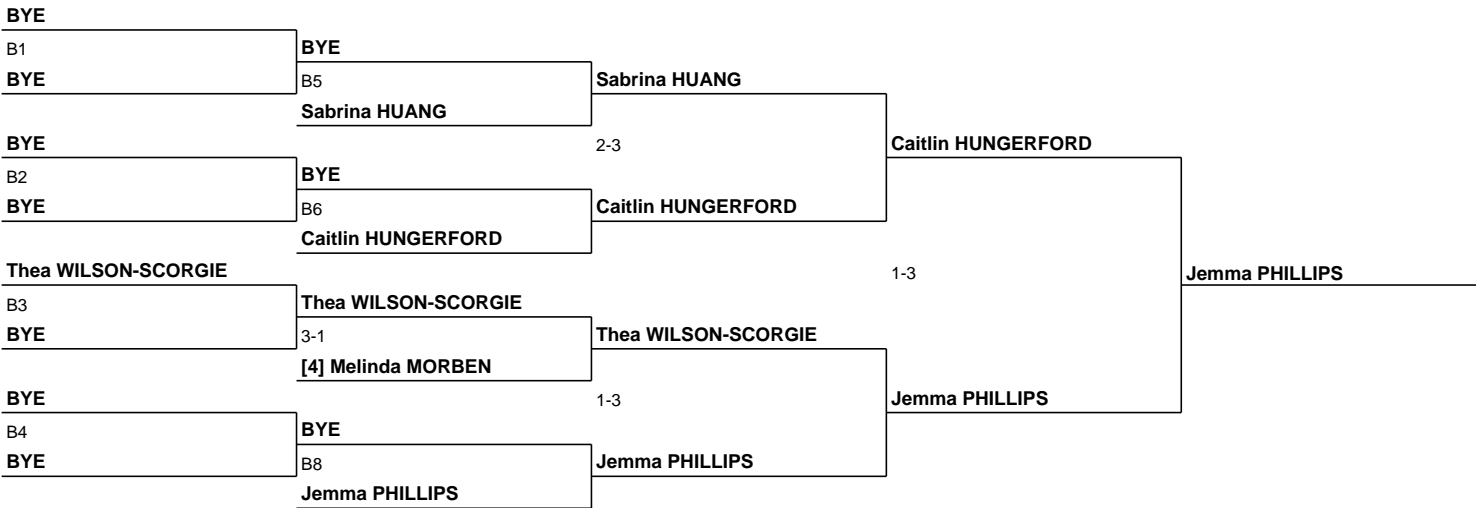 BYE
B1
BYE
BYE
B5
Sabrina HUANG
Sabrina HUANG
BYE
B2
BYE
BYE
B6
Caitlin HUNGERFORD
2-3
Caitlin HUNGERFORD
Caitlin HUNGERFORD
Thea WILSON-SCORGIE
B3
BYE
Thea WILSON-SCORGIE
3-1
[4] Melinda MORBEN
Thea WILSON-SCORGIE
BYE
B4
BYE
BYE
B8
Jemma PHILLIPS
1-3
Jemma PHILLIPS
Jemma PHILLIPS
1-3
Jemma PHILLIPS